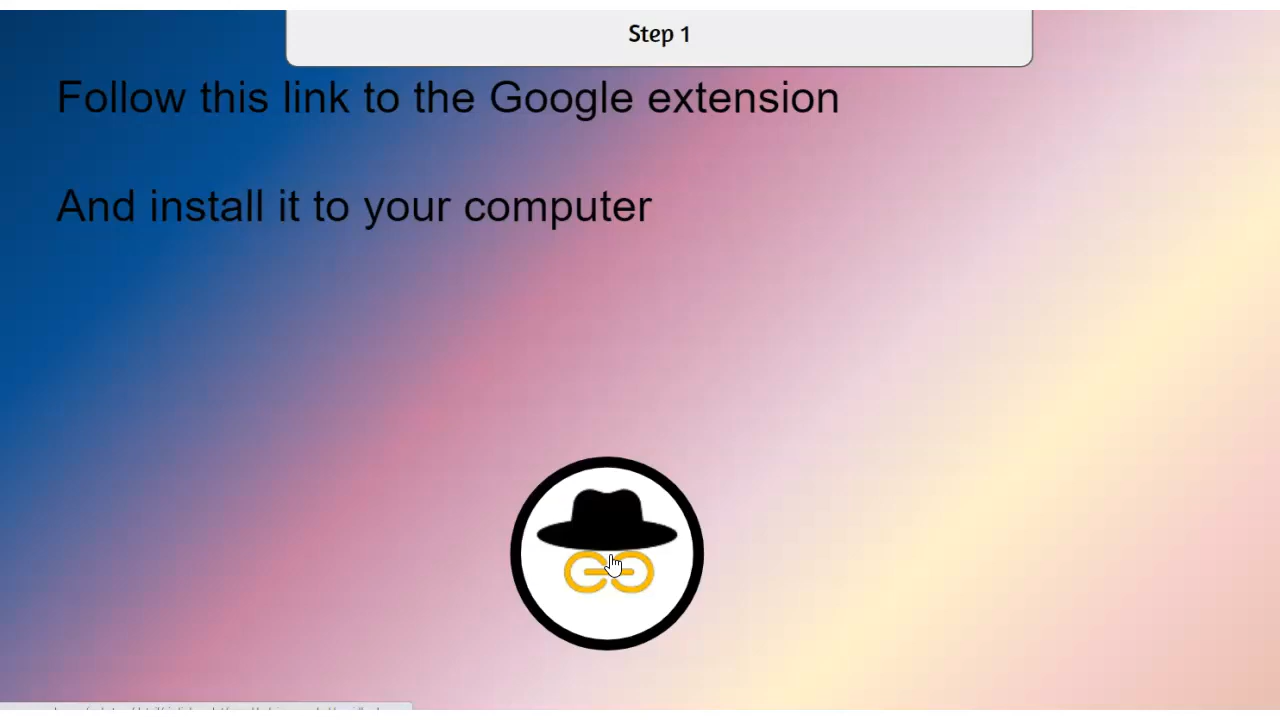 Step 1
Follow this link to the Google extension
And install it to your computer